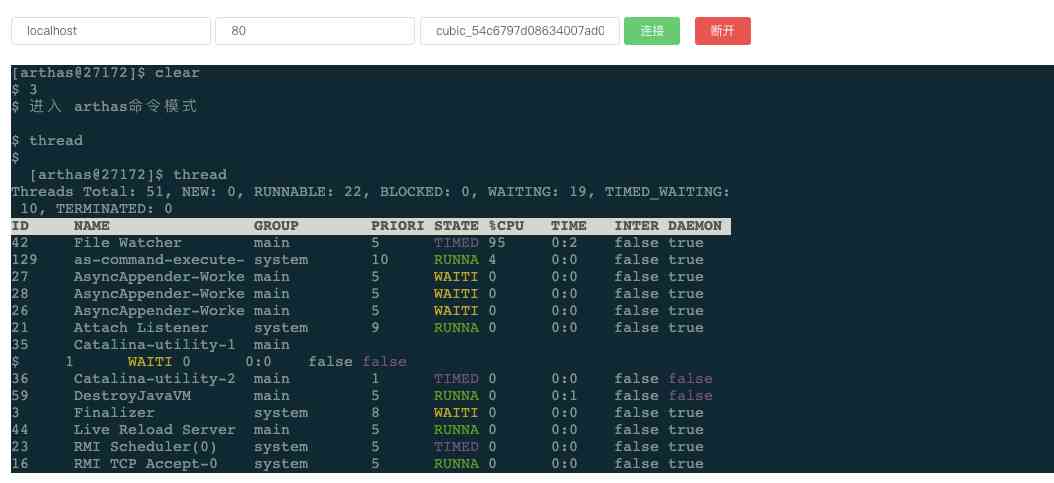 localhost 80 cubic_54c6797d08634007ad0 连接 断开
[arthas@27172]$ clear
$ 3
$ 进入 arthas命令模式
$ thread
$
[arthas@27172]$ thread
Threads Total: 51, NEW: 0, RUNNABLE: 22, BLOCKED: 0, WAITING: 19, TIMED_WAITING:
10, TERMINATED: 0
ID NAME GROUP PRIORI STATE %CPU TIME INTER DAEMON
42 File Watcher main 5 TIMED 95 0:2 false true
129 as-command-execute- system 10 RUNNA 4 0:0 false true
27 AsyncAppender-Worke main 5 WAITI 0 0:0 false true
28 AsyncAppender-Worke main 5 WAITI 0 0:0 false true
26 AsyncAppender-Worke main 5 WAITI 0 0:0 false true
21 Attach Listener system 9 RUNNA 0 0:0 false true
35 Catalina-utility-1 main
$ 1 WAITI 0 0:0 false false
36 Catalina-utility-2 main 1 TIMED 0 0:0 false false
59 DestroyJavaVM main 5 RUNNA 0 0:1 false false
3 Finalizer system 8 WAITI 0 0:0 false true
44 Live Reload Server main 5 RUNNA 0 0:0 false true
23 RMI Scheduler(0) system 5 TIMED 0 0:0 false true
16 RMI TCP Accept-0 system 5 RUNNA 0 0:0 false true